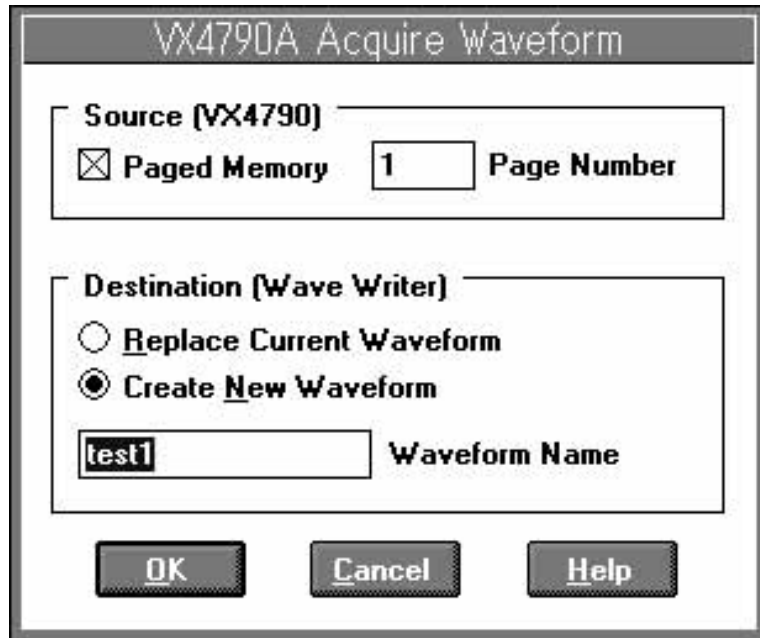 VX4790A Acquire Waveform
Source (VX4790)
Paged Memory 1 Page Number
Destination (Wave Writer)
Replace Current Waveform
Create New Waveform
test1 Waveform Name
OK Cancel Help